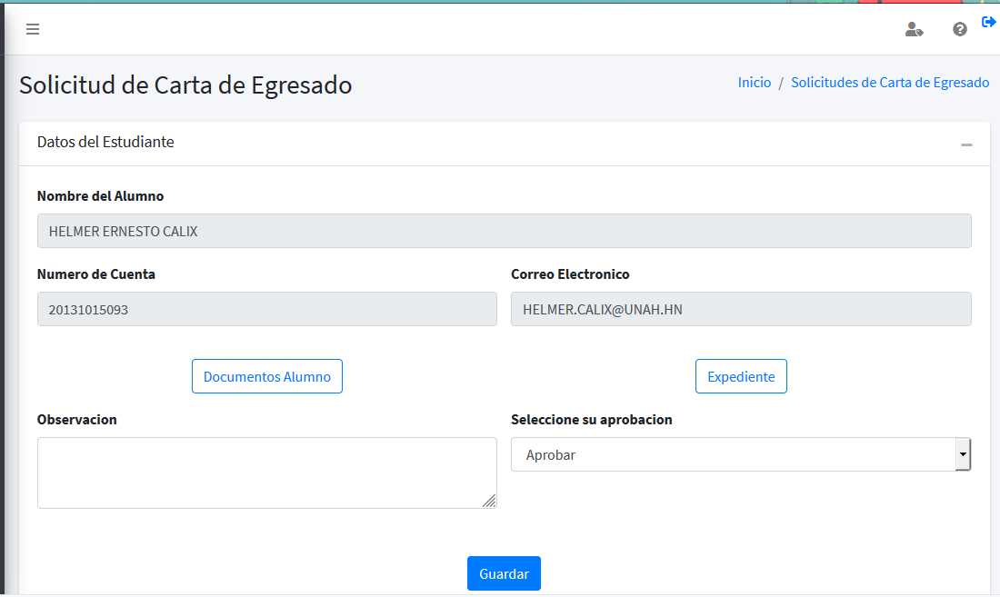 Solicitud de Carta de Egresado
Inicio / Solicitudes de Carta de Egresado
Datos del Estudiante
Nombre del Alumno
HELMER ERNESTO CALIX
Numero de Cuenta
Correo Electronico
20131015093
HELMER.CALIX@UNAH.HN
Documentos Alumno
Expediente
Observacion
Seleccione su aprobacion
Aprobar
Guardar